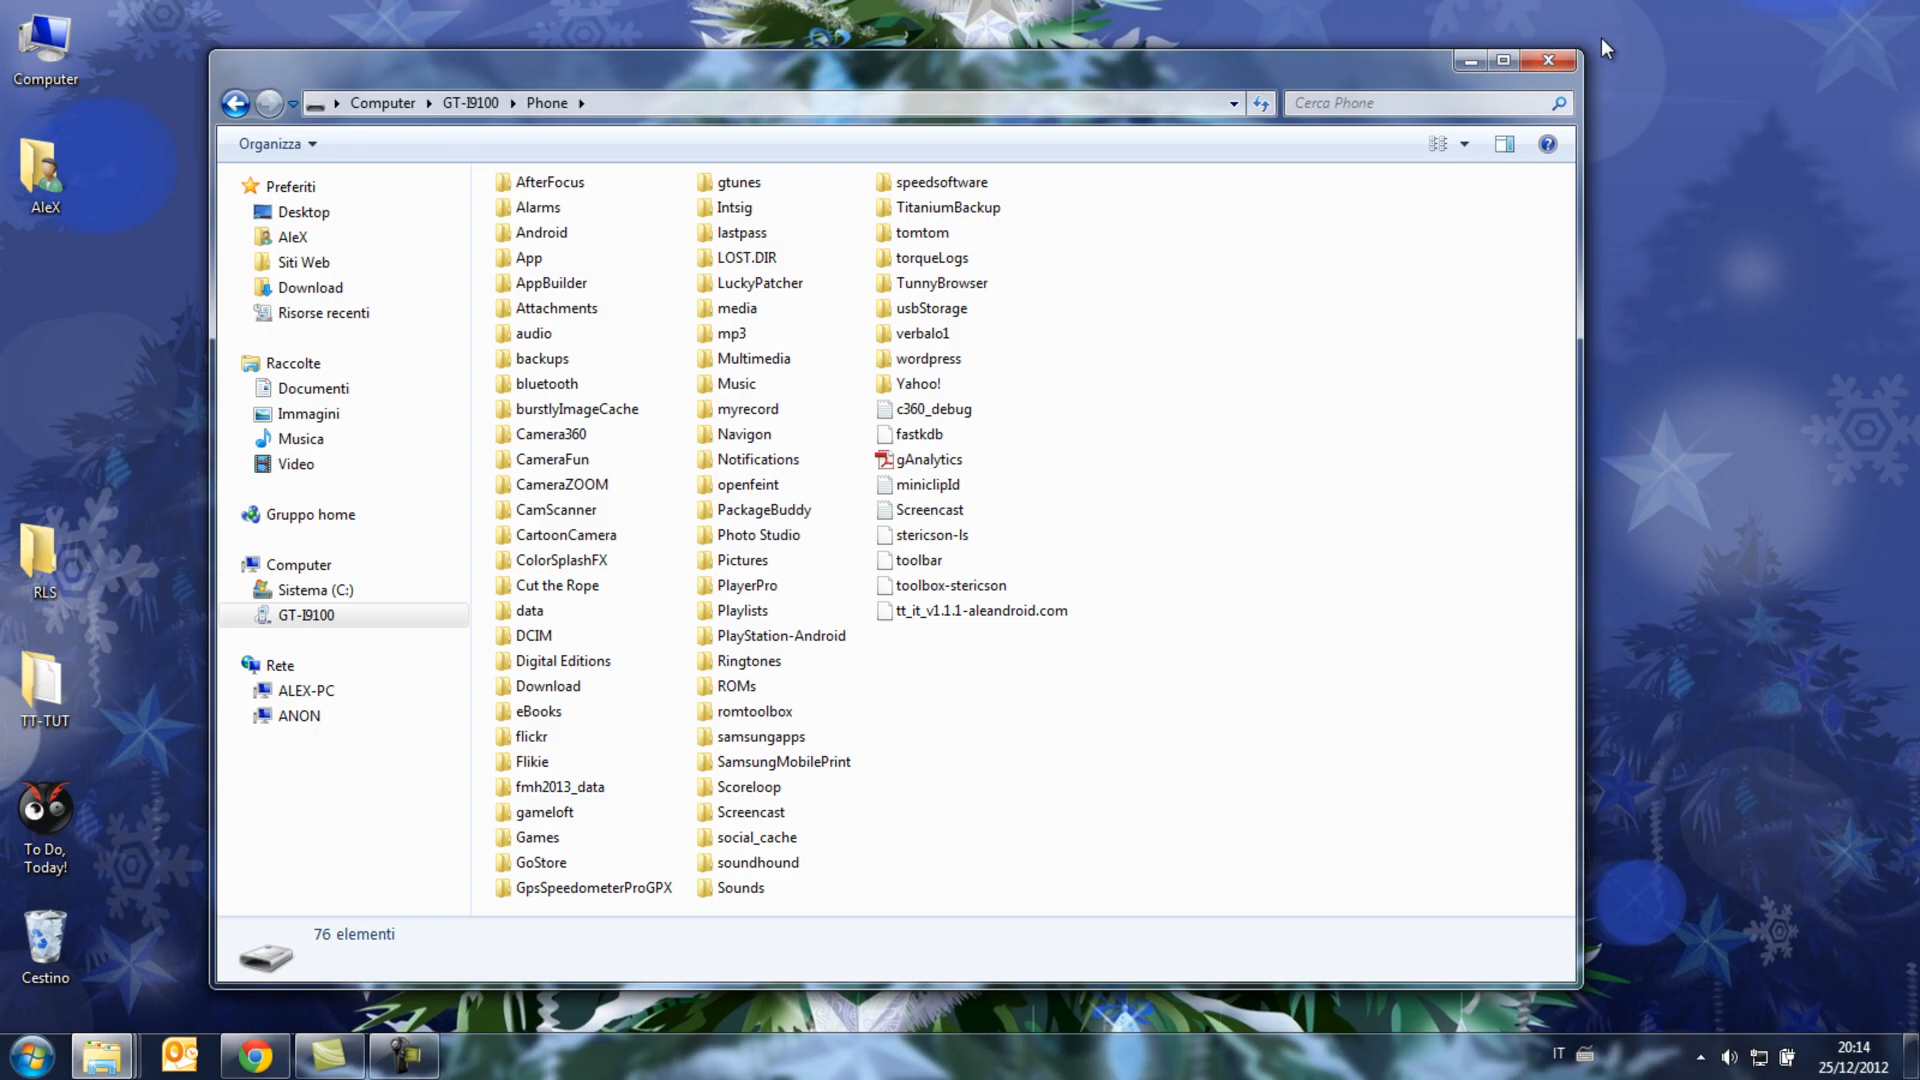 Computer
AleX
RLS
TT-TUT
To Do,
Today!
Cestino
Computer GT-I9100 Phone
Cerca Phone
Organizza
Preferiti
Desktop
AleX
Siti Web
Download
Risorse recenti
Raccolte
Documenti
Immagini
Musica
Video
Gruppo home
Computer
Sistema (C:)
GT-I9100
Rete
ALEX-PC
ANON
AfterFocus
Alarms
Android
App
AppBuilder
Attachments
audio
backups
bluetooth
burstlyImageCache
Camera360
CameraFun
CameraZOOM
CamScanner
CartoonCamera
ColorSplashFX
Cut the Rope
data
DCIM
Digital Editions
Download
eBooks
flickr
Flikie
fmh2013_data
gameloft
Games
GoStore
GpsSpeedometerProGPX
gtunes
Intsig
lastpass
LOST.DIR
LuckyPatcher
media
mp3
Multimedia
Music
myrecord
Navigon
Notifications
openfeint
PackageBuddy
Photo Studio
Pictures
PlayerPro
Playlists
PlayStation-Android
Ringtones
ROMs
romtoolbox
samsungapps
SamsungMobilePrint
Scoreloop
Screencast
social_cache
soundhound
Sounds
speedsoftware
TitaniumBackup
tomtom
torqueLogs
TunnyBrowser
usbStorage
verbalo1
wordpress
Yahoo!
c360_debug
fastkdb
gAnalytics
miniclipId
Screencast
stericson-ls
toolbar
toolbox-stericson
tt_it_v1.1.1-aleandroid.com
76 elementi
IT
20:14
25/12/2012